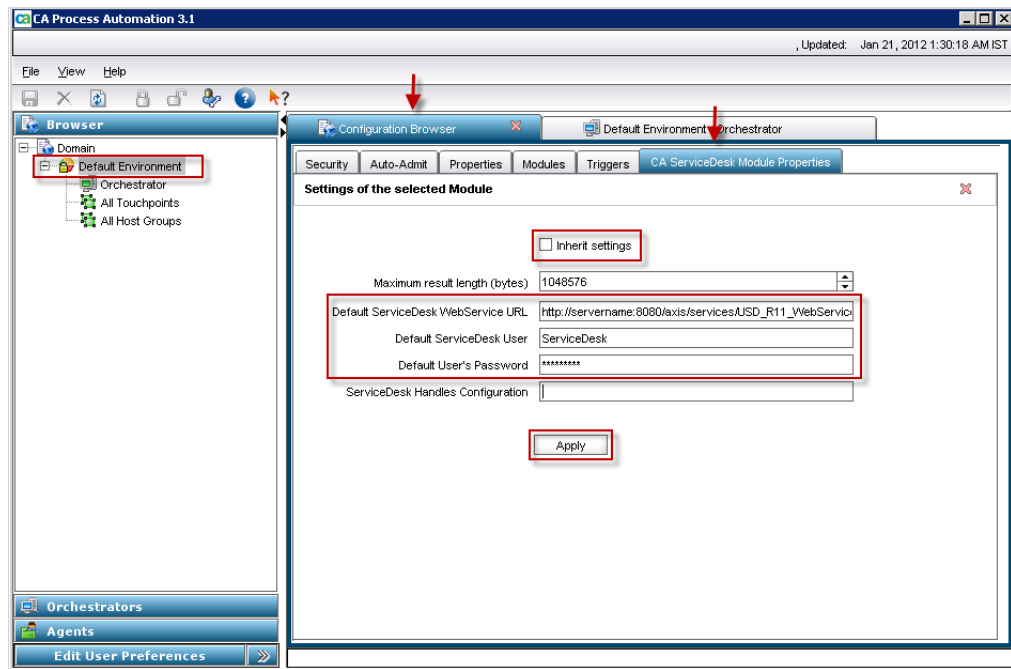 CA Process Automation 3.1
, Updated: Jan 21, 2012 1:30:18 AM IST
File View Help
Browser
Domain
Default Environment
Orchestrator
All Touchpoints
All Host Groups
Orchestrators
Agents
Edit User Preferences
Configuration Browser
Default Environment Orchestrator
Security Auto-Admit Properties Modules Triggers CA ServiceDesk Module Properties
Settings of the selected Module
Inherit settings
Maximum result length (bytes) 1048576
Default ServiceDesk WebService URL http://servername:8080/axis/services/USD_R11_WebServic
Default ServiceDesk User ServiceDesk
Default User's Password *********
ServiceDesk Handles Configuration
Apply